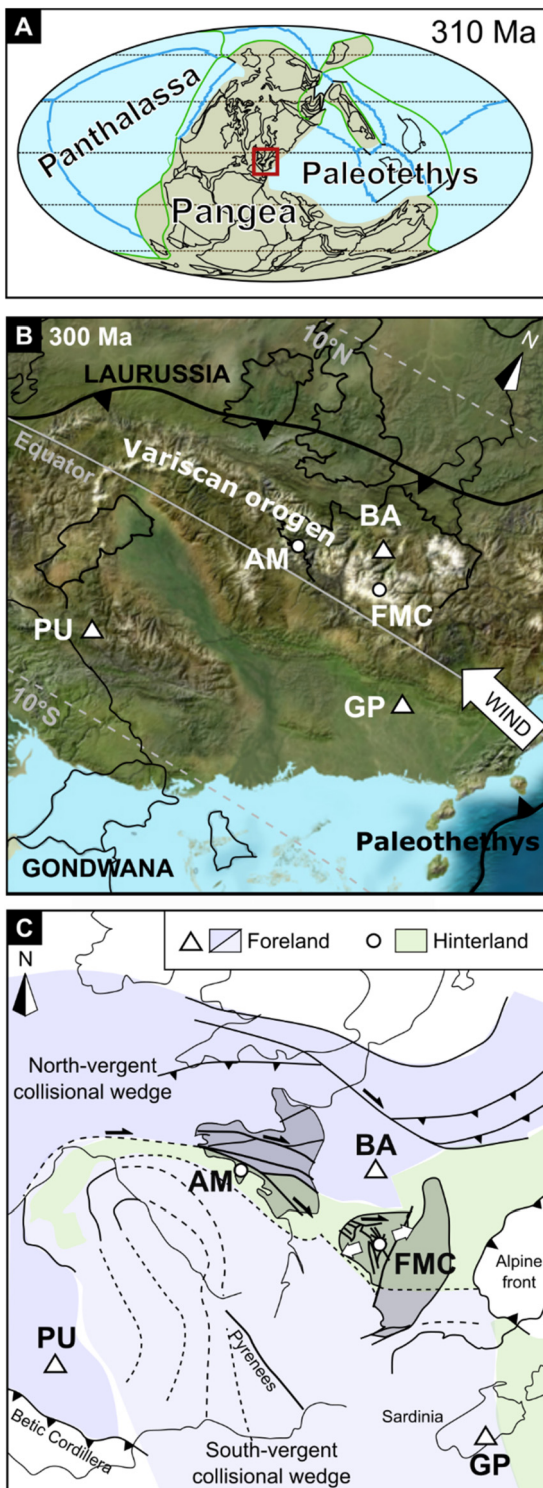 A
310 Ma
Panthalassa
Paleotethys
Pangea
B 300 Ma
10°N
N
LAURUSSIA
Equator
Variscan orogen
BA
AM
FMC
PU
GP
WIND
10°S
Paleothethys
GONDWANA
C
Foreland
Hinterland
N
North-vergent
collisional wedge
BA
AM
FMC
Alpine
front
PU
Pyrenees
Betic Cordillera
Sardinia
South-vergent
collisional wedge
GP